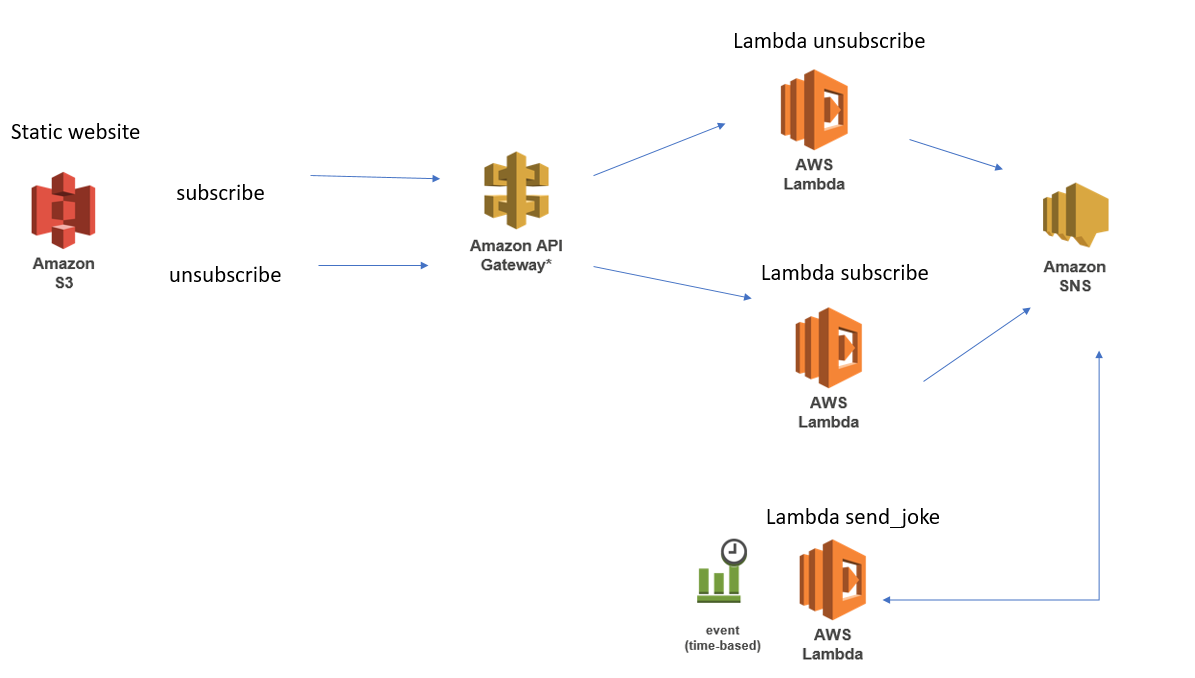 Lambda unsubscribe
AWS
Lambda
Static website
subscribe
unsubscribe
Amazon
S3
Amazon API
Gateway*
Amazon
SNS
Lambda subscribe
AWS
Lambda
Lambda send_joke
event
(time-based)
AWS
Lambda